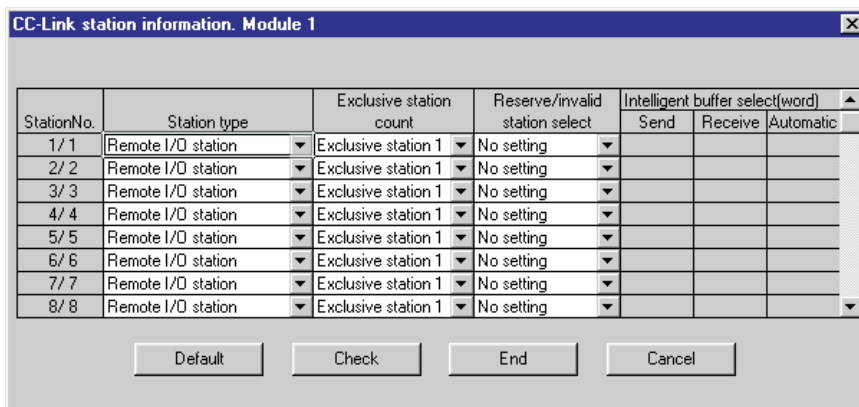 CC-Link station information. Module 1
Exclusive station Reserve/invalid Intelligent buffer select(word)
StationNo. Station type count station select Send Receive Automatic
1/ 1 Remote I/O station Exclusive station 1 No setting
2/ 2 Remote I/O station Exclusive station 1 No setting
3/ 3 Remote I/O station Exclusive station 1 No setting
4/ 4 Remote I/O station Exclusive station 1 No setting
5/ 5 Remote I/O station Exclusive station 1 No setting
6/ 6 Remote I/O station Exclusive station 1 No setting
7/ 7 Remote I/O station Exclusive station 1 No setting
8/ 8 Remote I/O station Exclusive station 1 No setting
Default Check End Cancel